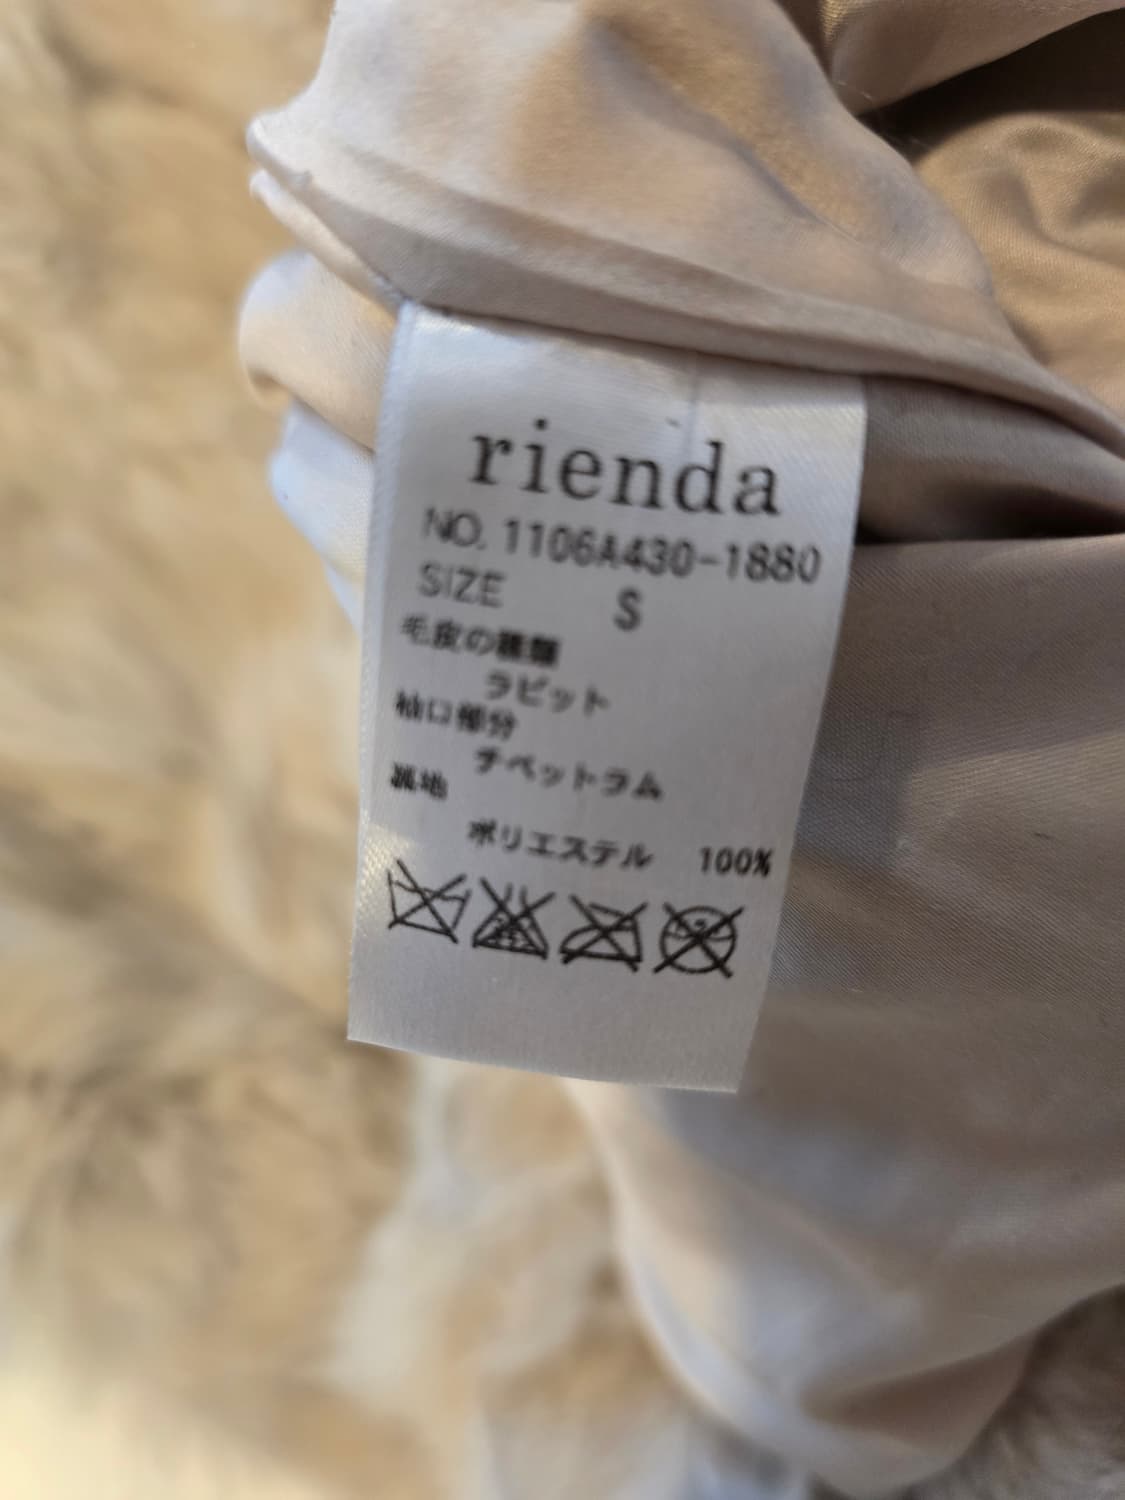 rienda
NO. 1106A430-1880
SIZE S
毛皮の種類
ラビット
袖口部分
チベットラム
裏地
ポリエステル 100%